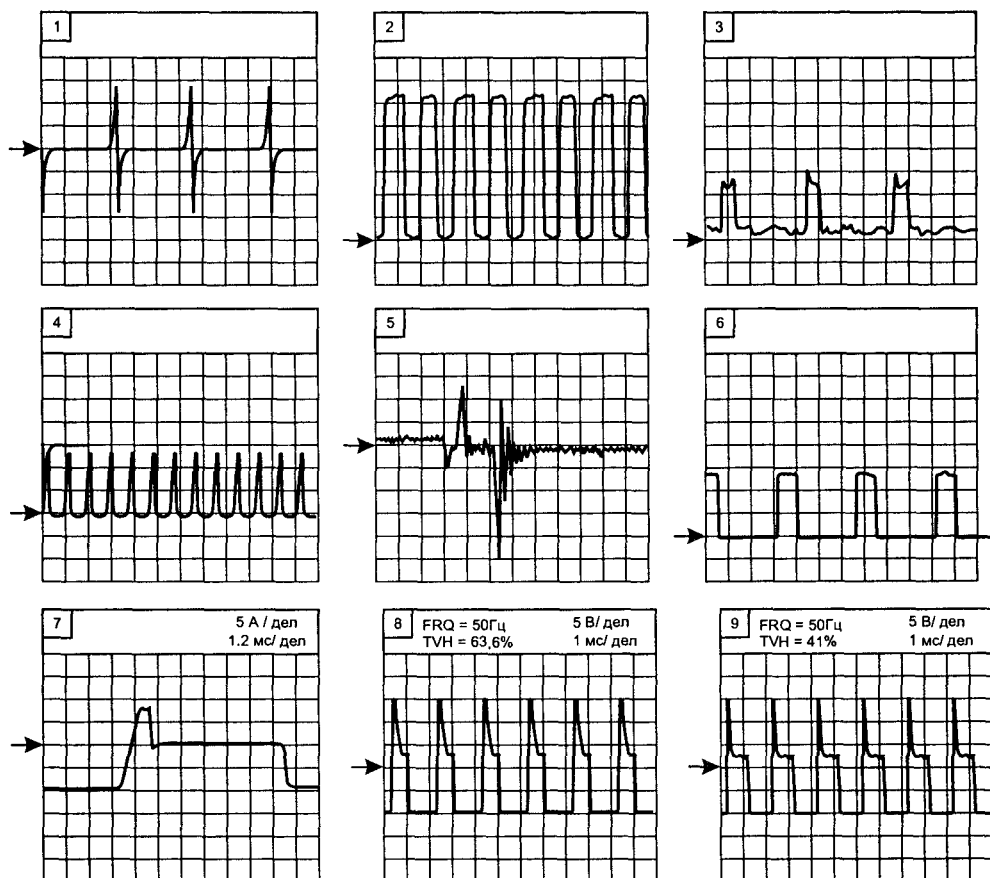 1
2
3
4
5
6
7
5 А / дел
1.2 мс/ дел
8
FRQ = 50Гц
5 В/ дел
TVH = 63,6%
1 мс/ дел
9
FRQ = 50Гц
5 В/ дел
TVH = 41%
1 мс/ дел